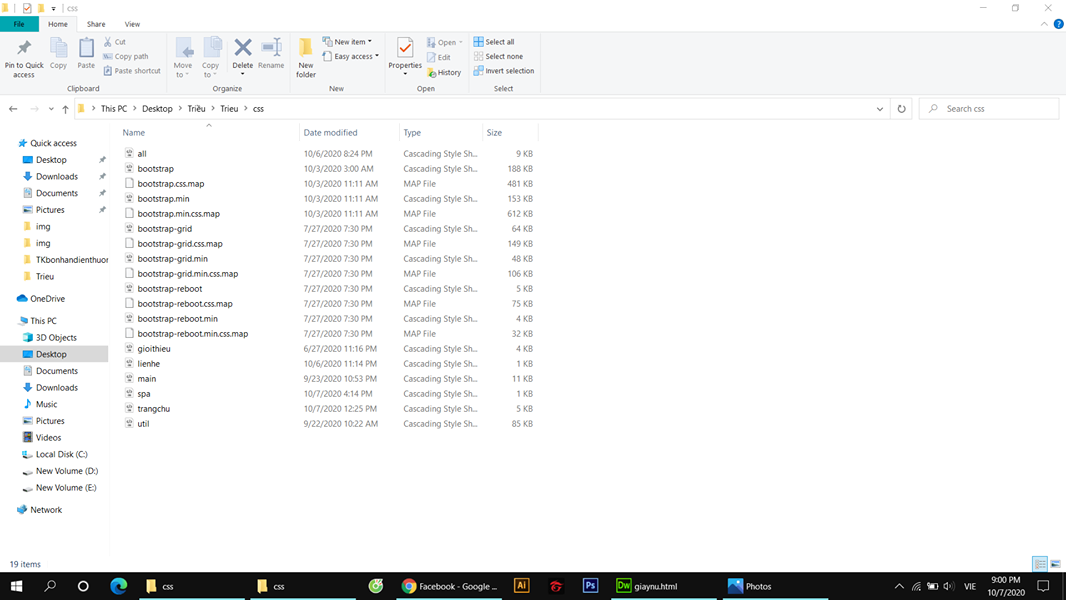 css
File Home Share View
Pin to Quick access
Copy
Paste
Cut
Copy path
Paste shortcut
Clipboard
Move to
Copy to
Delete
Rename
Organize
New folder
New item
Easy access
New
Properties
Open
Edit
History
Open
Select all
Select none
Invert selection
Select
This PC > Desktop > Triều > Trieu > css
Search css
Name Date modified Type Size
Quick access
Desktop
Downloads
Documents
Pictures
img
img
TKbonhandienthuor
Trieu
OneDrive
This PC
3D Objects
Desktop
Documents
Downloads
Music
Pictures
Videos
Local Disk (C:)
New Volume (D:)
New Volume (E:)
Network
all 10/6/2020 8:24 PM Cascading Style Sh... 9 KB
bootstrap 10/3/2020 3:00 AM Cascading Style Sh... 188 KB
bootstrap.css.map 10/3/2020 11:11 AM MAP File 481 KB
bootstrap.min 10/3/2020 11:11 AM Cascading Style Sh... 153 KB
bootstrap.min.css.map 10/3/2020 11:11 AM MAP File 612 KB
bootstrap-grid 7/27/2020 7:30 PM Cascading Style Sh... 64 KB
bootstrap-grid.css.map 7/27/2020 7:30 PM MAP File 149 KB
bootstrap-grid.min 7/27/2020 7:30 PM Cascading Style Sh... 48 KB
bootstrap-grid.min.css.map 7/27/2020 7:30 PM MAP File 106 KB
bootstrap-reboot 7/27/2020 7:30 PM Cascading Style Sh... 5 KB
bootstrap-reboot.css.map 7/27/2020 7:30 PM MAP File 75 KB
bootstrap-reboot.min 7/27/2020 7:30 PM Cascading Style Sh... 4 KB
bootstrap-reboot.min.css.map 7/27/2020 7:30 PM MAP File 32 KB
gioithieu 6/27/2020 11:16 PM Cascading Style Sh... 4 KB
lienhe 10/6/2020 11:14 PM Cascading Style Sh... 1 KB
main 9/23/2020 10:53 PM Cascading Style Sh... 11 KB
spa 10/7/2020 4:14 PM Cascading Style Sh... 1 KB
trangchu 10/7/2020 12:25 PM Cascading Style Sh... 5 KB
util 9/22/2020 10:22 AM Cascading Style Sh... 85 KB
19 items
css
css
Facebook - Google ...
Ai
Ps
Dw
giaynu.html
Photos
VIE
9:00 PM
10/7/2020